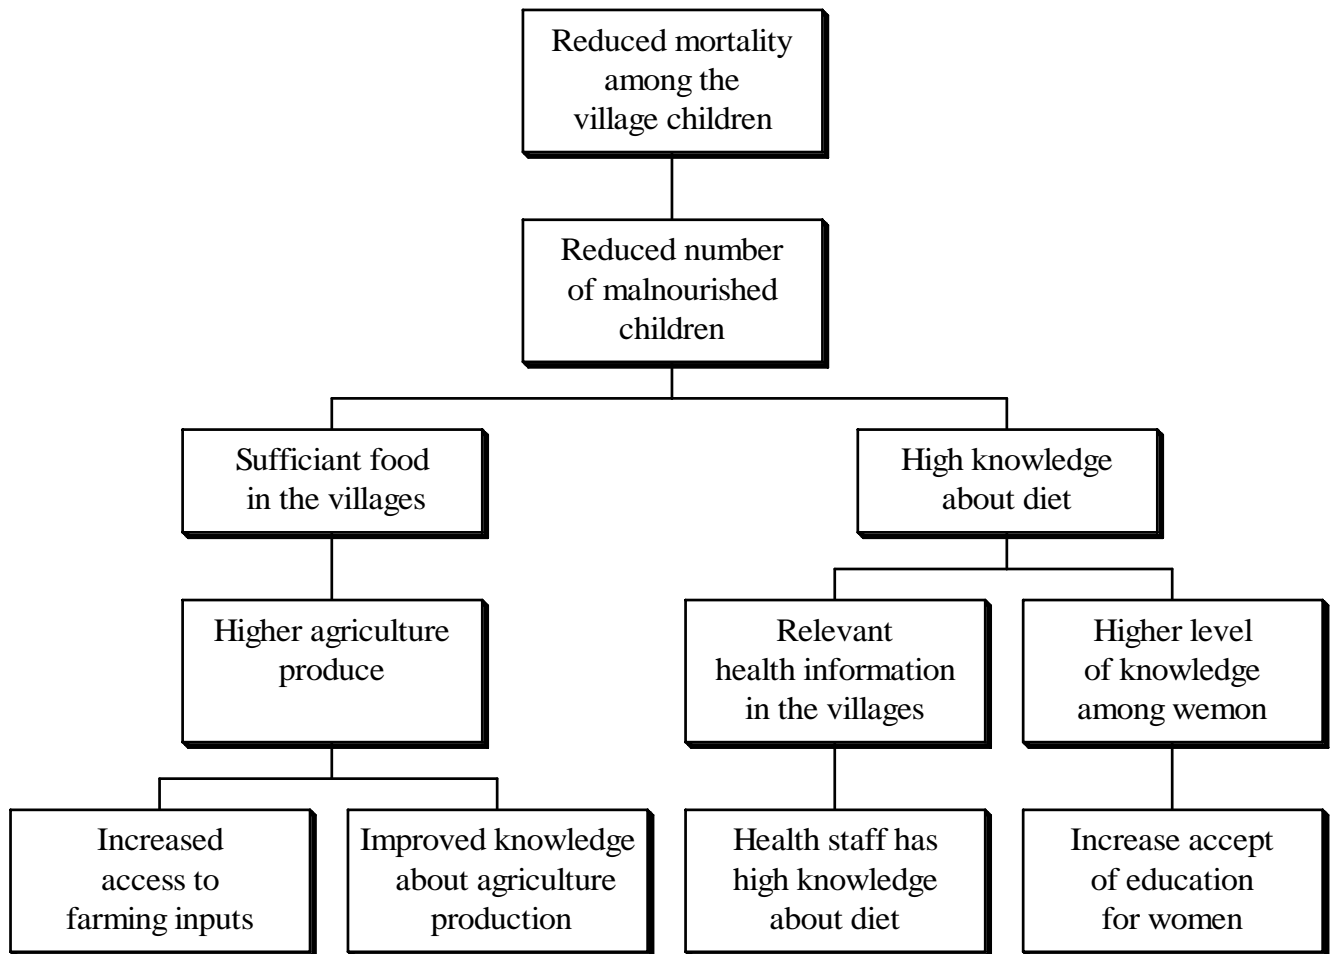 Reduced mortality
among the
village children
Reduced number
of malnourished
children
Sufficiant food
in the villages
High knowledge
about diet
Higher agriculture
produce
Relevant
health information
in the villages
Higher level
of knowledge
among wemon
Increased
access to
farming inputs
Improved knowledge
about agriculture
production
Health staff has
high knowledge
about diet
Increase accept
of education
for women